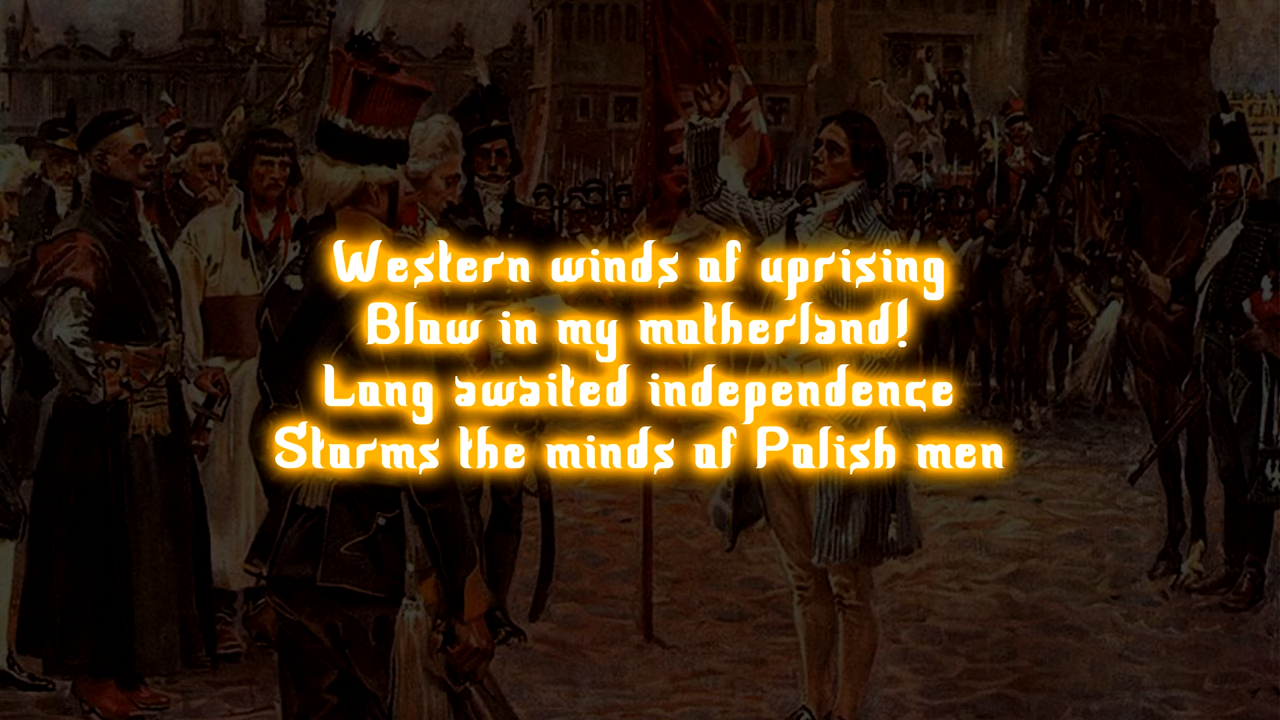 Western winds of uprising
Blow in my motherland!
Long awaited independence
Storms the minds of Polish men